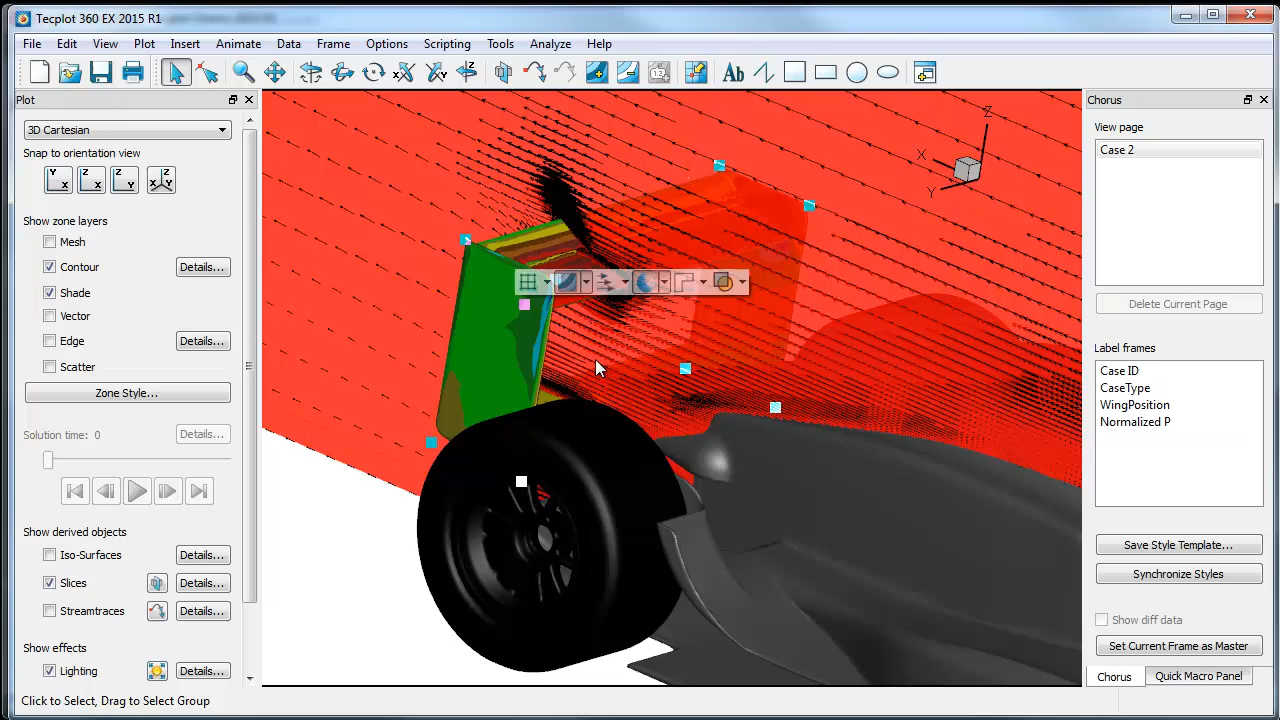 Tecplot 360 EX 2015 R1
File Edit View Plot Insert Animate Data Frame Options Scripting Tools Analyze Help
Plot
3D Cartesian
Snap to orientation view
Y X Z X Z Y Z X Y
Show zone layers
Mesh
Contour Details...
Shade
Vector
Edge Details...
Scatter
Zone Style...
Solution time: 0 Details...
Show derived objects
Iso-Surfaces Details...
Slices Details...
Streamtraces Details...
Show effects
Lighting Details...
Click to Select, Drag to Select Group
Ab
Z
X
Y
Chorus
View page
Case 2
Delete Current Page
Label frames
Case ID
CaseType
WingPosition
Normalized P
Save Style Template...
Synchronize Styles
Show diff data
Set Current Frame as Master
Chorus Quick Macro Panel